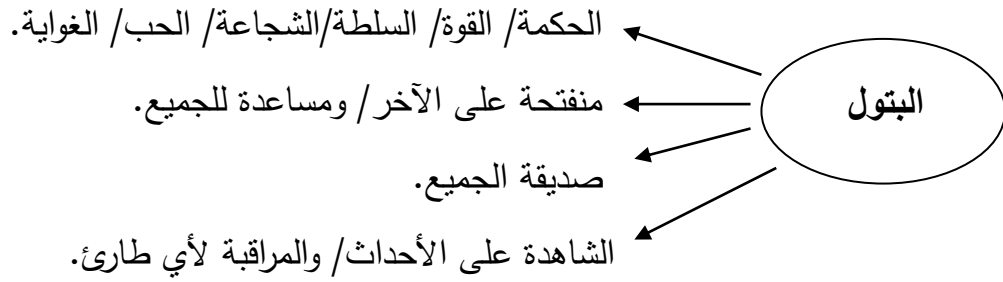 البتول
الحكمة/ القوة/ السلطة/الشجاعة/ الحب/ الغواية.
منفتحة على الآخر/ ومساعدة للجميع.
صديقة الجميع.
الشاهدة على الأحداث/ والمراقبة لأي طارئ.